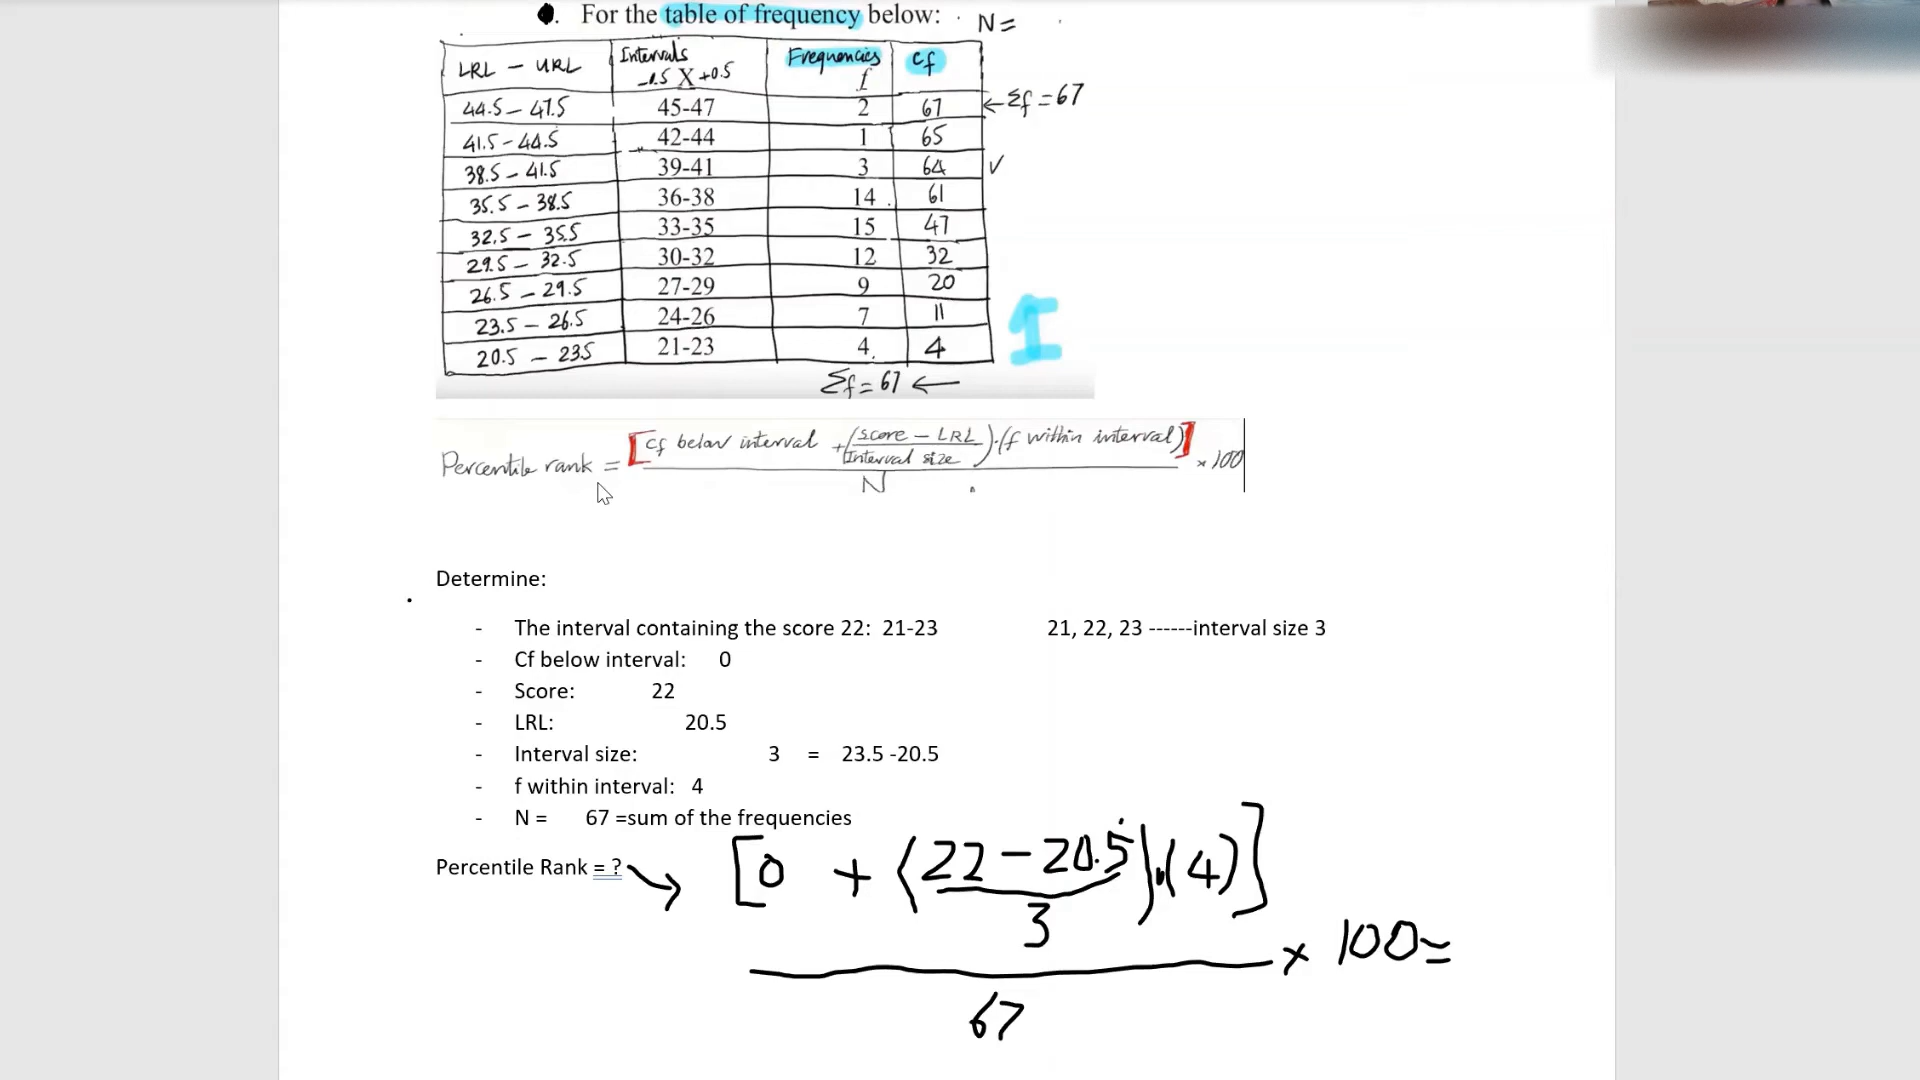 . For the table of frequency below: N=
LRL - URL Intervals -0.5 X +0.5 Frequencies f cf
44.5 - 47.5 45-47 2 67 ←Σf = 67
41.5 - 44.5 42-44 1 65
38.5 - 41.5 39-41 3 64 ✓
35.5 - 38.5 36-38 14 61
32.5 - 35.5 33-35 15 47
29.5 - 32.5 30-32 12 32
26.5 - 29.5 27-29 9 20
23.5 - 26.5 24-26 7 11
20.5 - 23.5 21-23 4 4
Σf = 67 ←
Percentile rank = [cf below interval + (score - LRL / Interval size).(f within interval)] / N × 100
Determine:
- The interval containing the score 22: 21-23 21, 22, 23 ------interval size 3
- Cf below interval: 0
- Score: 22
- LRL: 20.5
- Interval size: 3 = 23.5 -20.5
- f within interval: 4
- N = 67 =sum of the frequencies
Percentile Rank = ? → [0 + (22 - 20.5 / 3).(4)] / 67 × 100 =